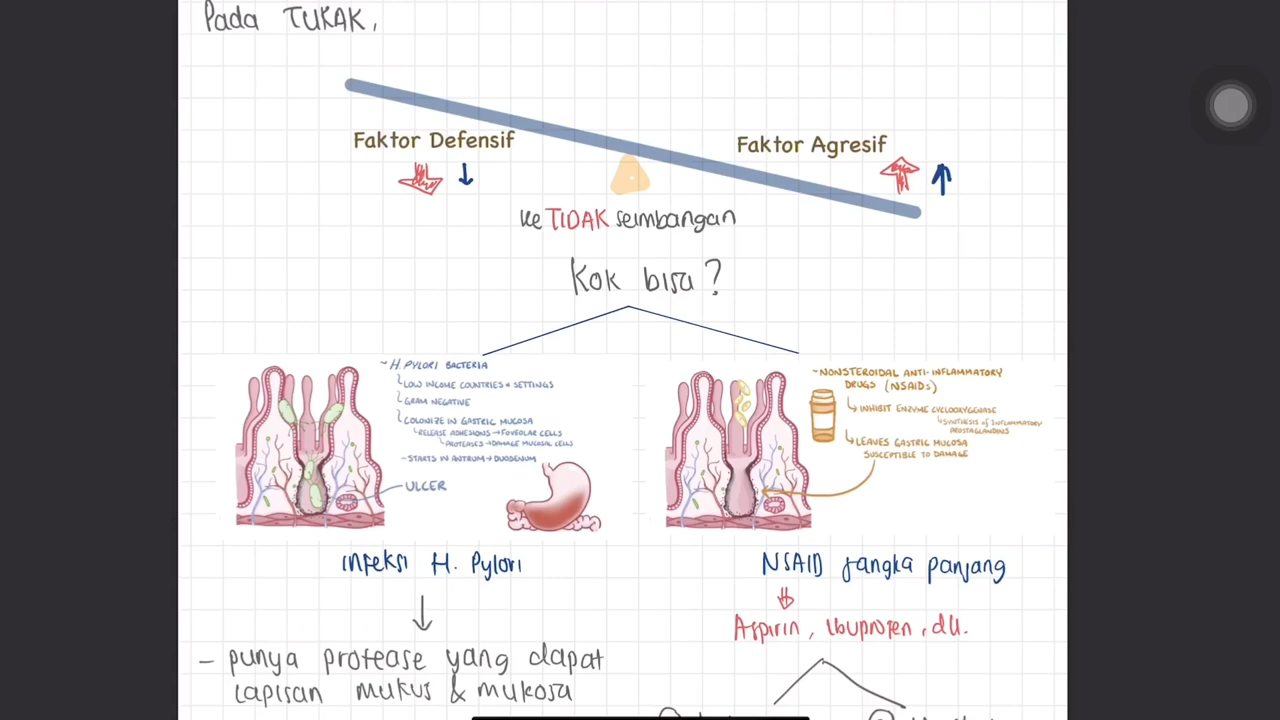 Pada TUKAK,
Faktor Defensif
Faktor Agresif
ke TIDAK seimbangan
Kok bisa?
~ H. PYLORI BACTERIA
LOW INCOME COUNTRIES + SETTINGS
GRAM NEGATIVE
COLONIZE IN GASTRIC MUCOSA
RELEASE ADHESIONS → FOVEOLAR CELLS
PROTEASES → DAMAGE MUCOSAL CELLS
- STARTS IN ANTRUM → DUODENUM
ULCER
~ NONSTEROIDAL ANTI-INFLAMMATORY
DRUGS (NSAIDs)
INHIBIT ENZYME CYCLOOXYGENASE
SYNTHESIS of INFLAMMATORY
PROSTAGLANDINS
LEAVES GASTRIC MUCOSA
SUSCEPTIBLE TO DAMAGE
infeksi H. Pylori
NSAID jangka panjang
Aspirin, Ibuprofen, dll.
- punya protease yang dapat
lapisan mukus & mukosa